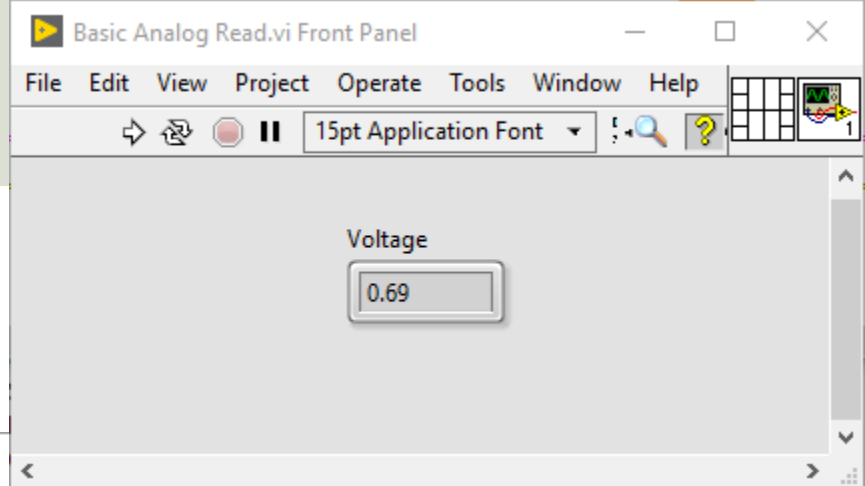 Basic Analog Read.vi Front Panel
File Edit View Project Operate Tools Window Help
15pt Application Font
?
1
Voltage
0.69